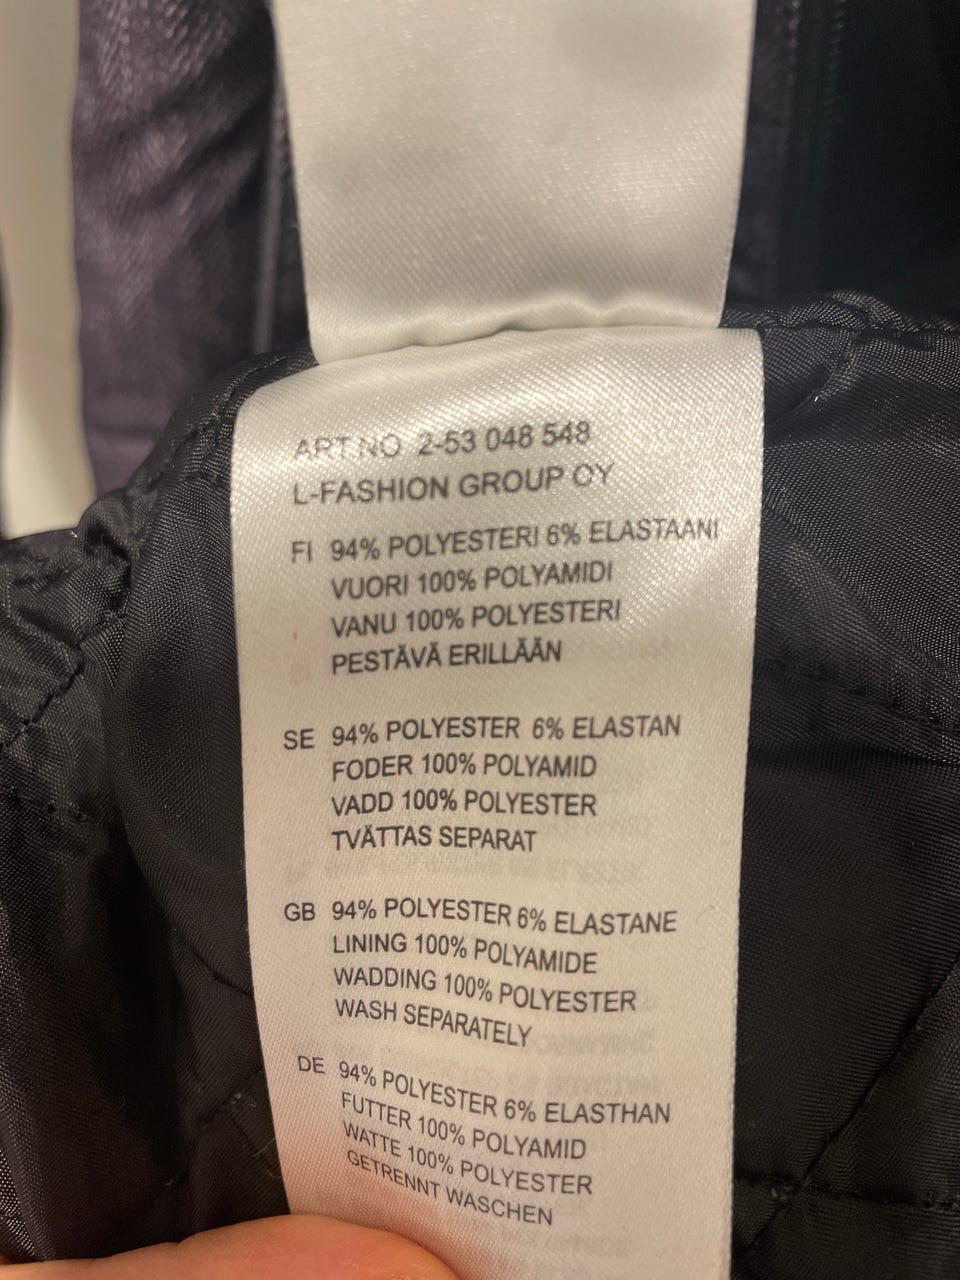 ART NO 2-53 048 548
L-FASHION GROUP OY
FI 94% POLYESTERI 6% ELASTAANI
VUORI 100% POLYAMIDI
VANU 100% POLYESTERI
PESTÄVÄ ERILLÄÄN
SE 94% POLYESTER 6% ELASTAN
FODER 100% POLYAMID
VADD 100% POLYESTER
TVÄTTAS SEPARAT
GB 94% POLYESTER 6% ELASTANE
LINING 100% POLYAMIDE
WADDING 100% POLYESTER
WASH SEPARATELY
DE 94% POLYESTER 6% ELASTHAN
FUTTER 100% POLYAMID
WATTE 100% POLYESTER
GETRENNT WASCHEN